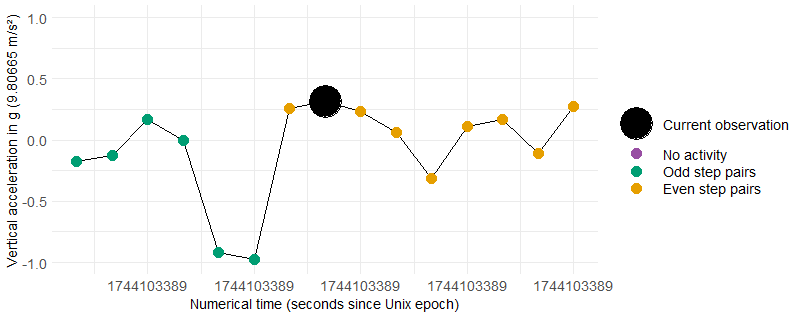 Vertical acceleration in g (9.80665 m/s²)
1.0
0.5
0.0
-0.5
-1.0
1744103389 1744103389 1744103389 1744103389 1744103389
Numerical time (seconds since Unix epoch)
Current observation
No activity
Odd step pairs
Even step pairs